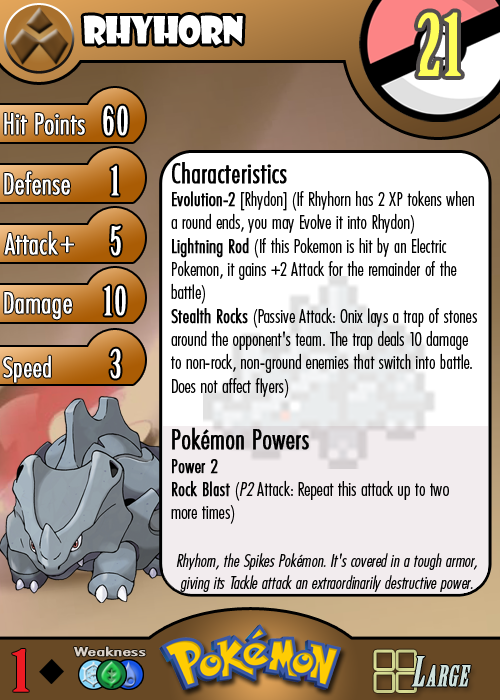 RHYHORN
21
Hit Points 60
Defense 1
Attack+ 5
Damage 10
Speed 3
Characteristics
Evolution-2 [Rhydon] (If Rhyhorn has 2 XP tokens when
a round ends, you may Evolve it into Rhydon)
Lightning Rod (If this Pokemon is hit by an Electric
Pokemon, it gains +2 Attack for the remainder of the
battle)
Stealth Rocks (Passive Attack: Onix lays a trap of stones
around the opponent's team. The trap deals 10 damage
to non-rock, non-ground enemies that switch into battle.
Does not affect flyers)
Pokémon Powers
Power 2
Rock Blast (P2 Attack: Repeat this attack up to two
more times)
Rhyhorn, the Spikes Pokémon. It's covered in a tough armor,
giving its Tackle attack an extraordinarily destructive power.
1
Weakness
POKéMON
LARGE